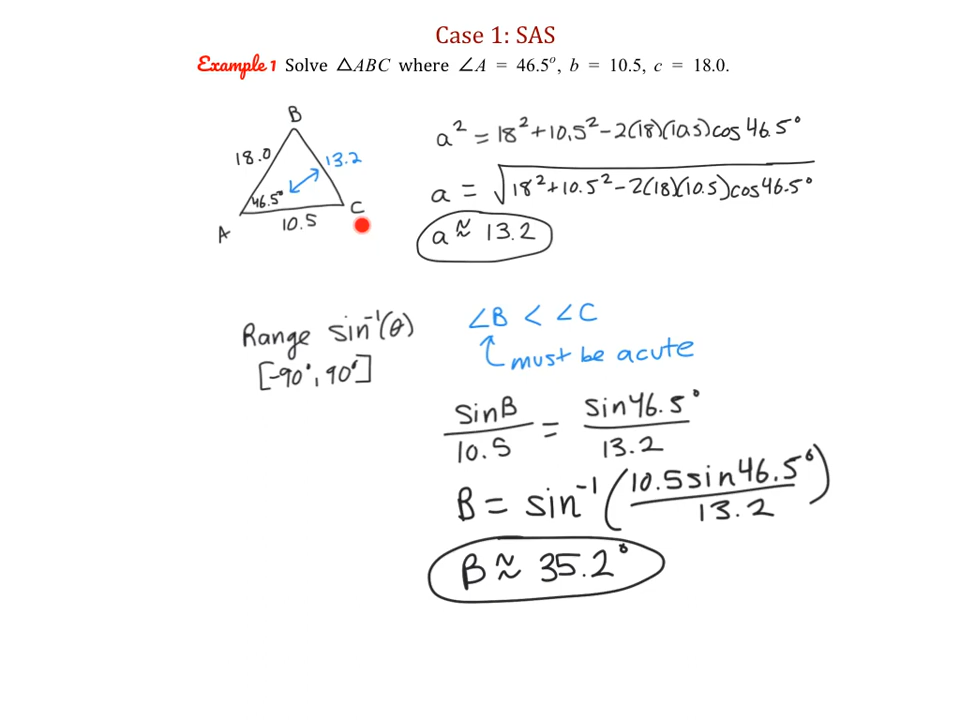 Case 1: SAS
Example 1 Solve △ABC where ∠A = 46.5°, b = 10.5, c = 18.0.
B
18.0 13.2
46.5°
C
10.5
A
a² = 18² + 10.5² − 2(18)(10.5)cos 46.5°
a = √(18² + 10.5² − 2(18)(10.5)cos 46.5°)
a ≈ 13.2
Range sin⁻¹(θ)
[-90°, 90°]
∠B < ∠C
must be acute
sinB/10.5 = sin46.5°/13.2
B = sin⁻¹(10.5sin46.5°/13.2)
B ≈ 35.2°